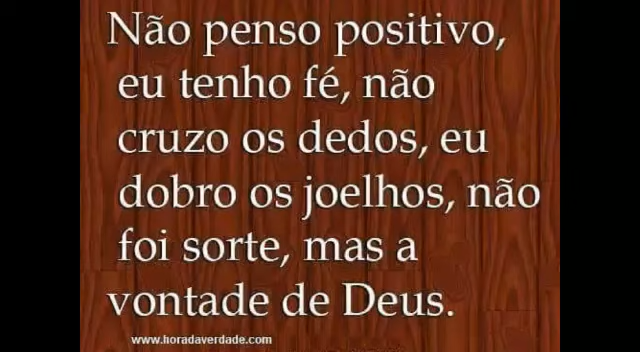 Não penso positivo,
eu tenho fé, não
cruzo os dedos, eu
dobro os joelhos, não
foi sorte, mas a
vontade de Deus.
www.horadaverdade.com